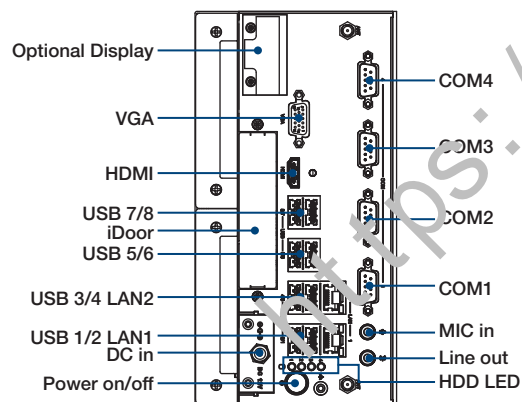 Optional Display
VGA
HDMI
USB 7/8
iDoor
USB 5/6
USB 3/4 LAN2
USB 1/2 LAN1
DC in
Power on/off
COM4
COM3
COM2
COM1
MIC in
Line out
HDD LED
https:/